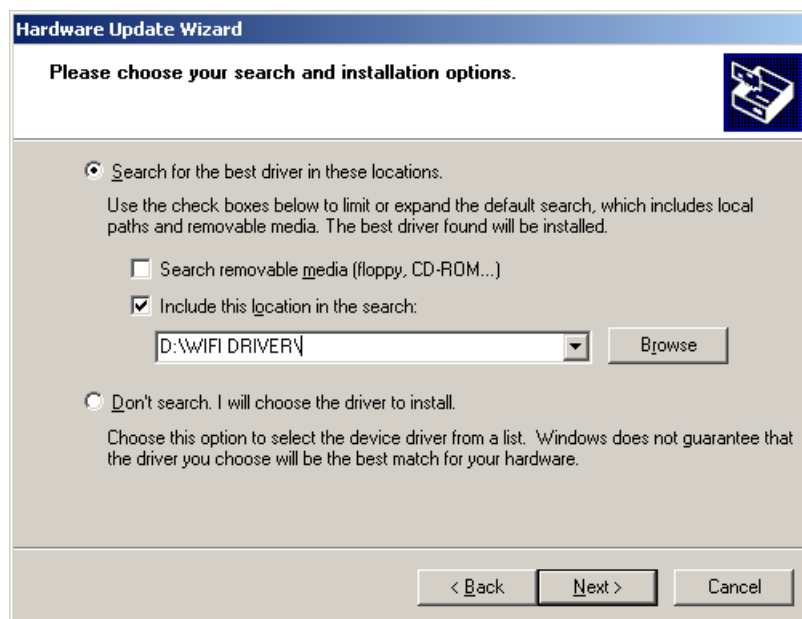 Hardware Update Wizard
Please choose your search and installation options.
Search for the best driver in these locations.
Use the check boxes below to limit or expand the default search, which includes local
paths and removable media. The best driver found will be installed.
Search removable media (floppy, CD-ROM...)
Include this location in the search:
D:\WIFI DRIVER\
Browse
Don't search. I will choose the driver to install.
Choose this option to select the device driver from a list. Windows does not guarantee that
the driver you choose will be the best match for your hardware.
< Back
Next >
Cancel